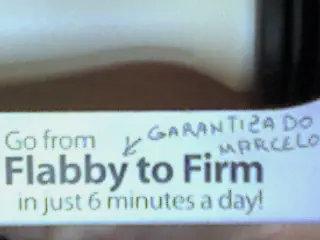 Go from
Flabby to Firm
in just 6 minutes a day!
GARANTIZADO
MARCELO